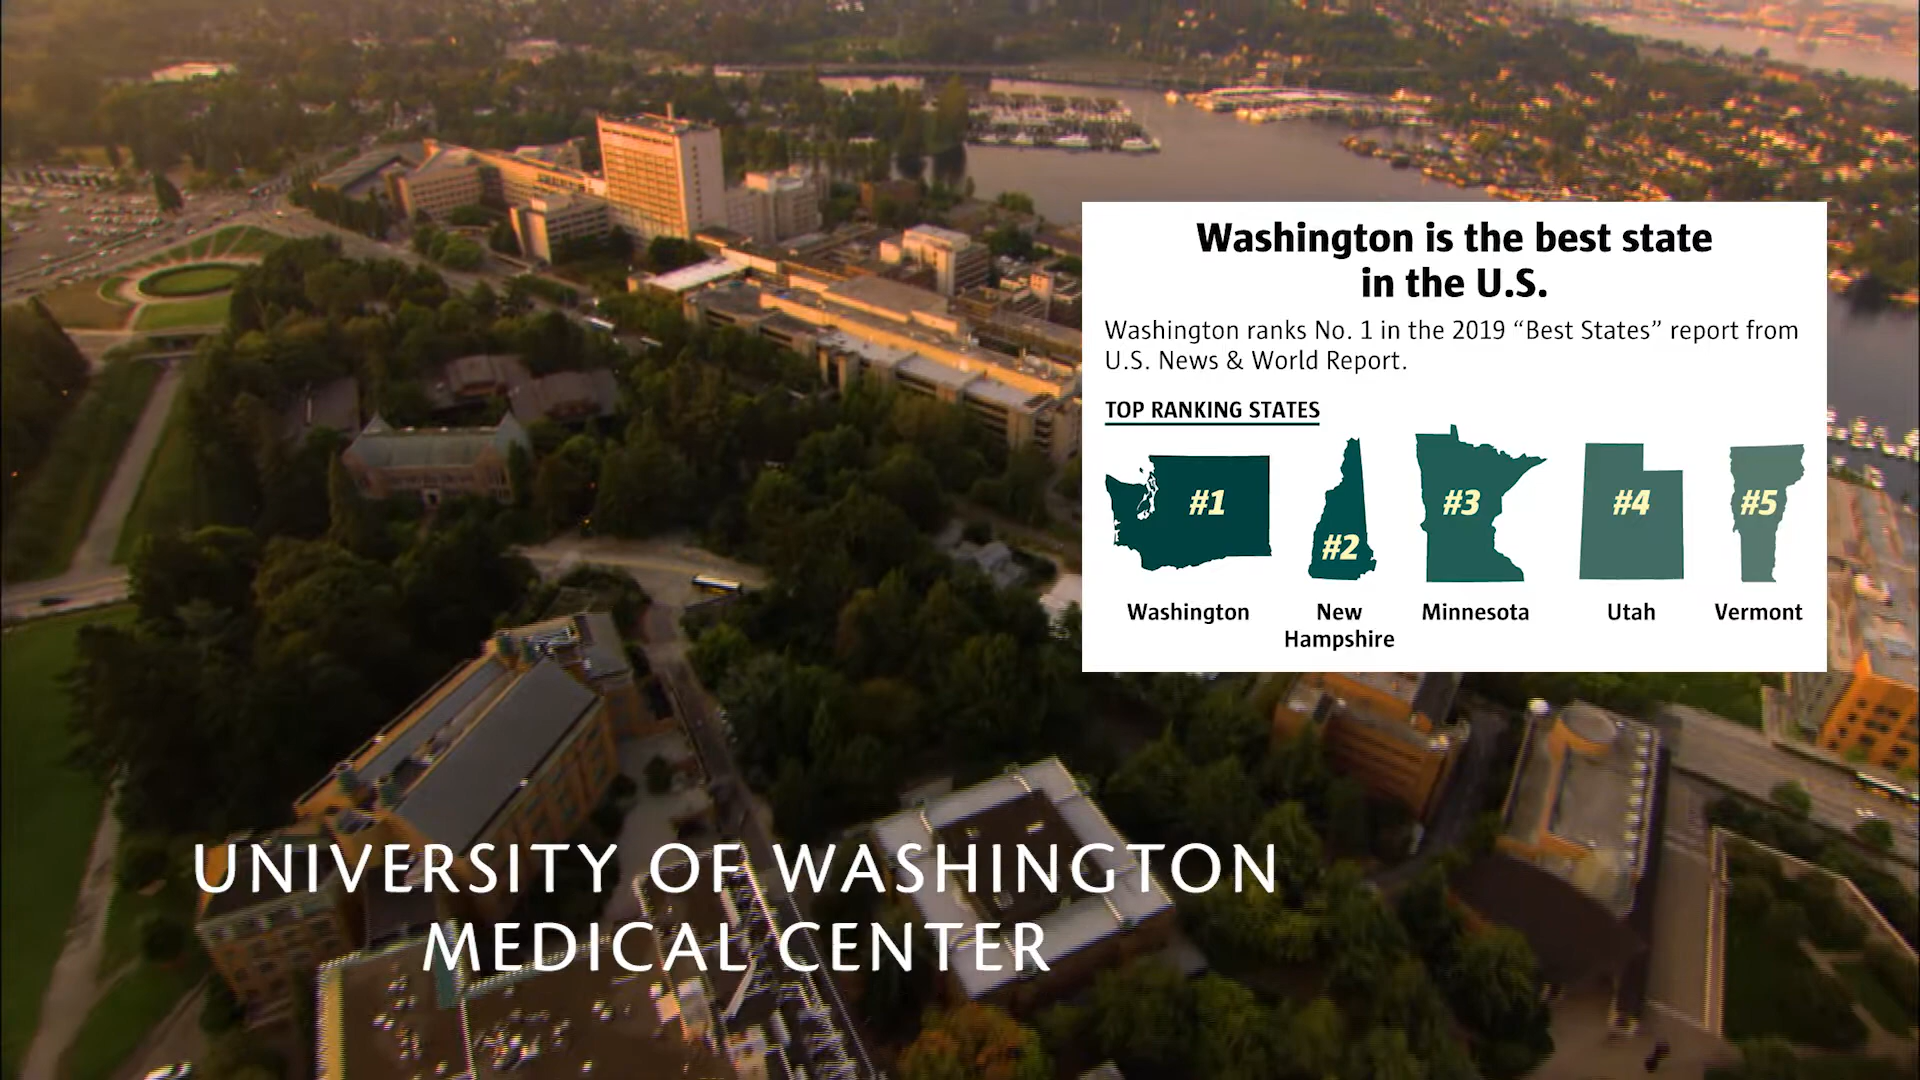 Washington is the best state
in the U.S.
Washington ranks No. 1 in the 2019 “Best States” report from
U.S. News & World Report.
TOP RANKING STATES
#1
#2
#3
#4
#5
Washington
New
Hampshire
Minnesota
Utah
Vermont
UNIVERSITY OF WASHINGTON
MEDICAL CENTER